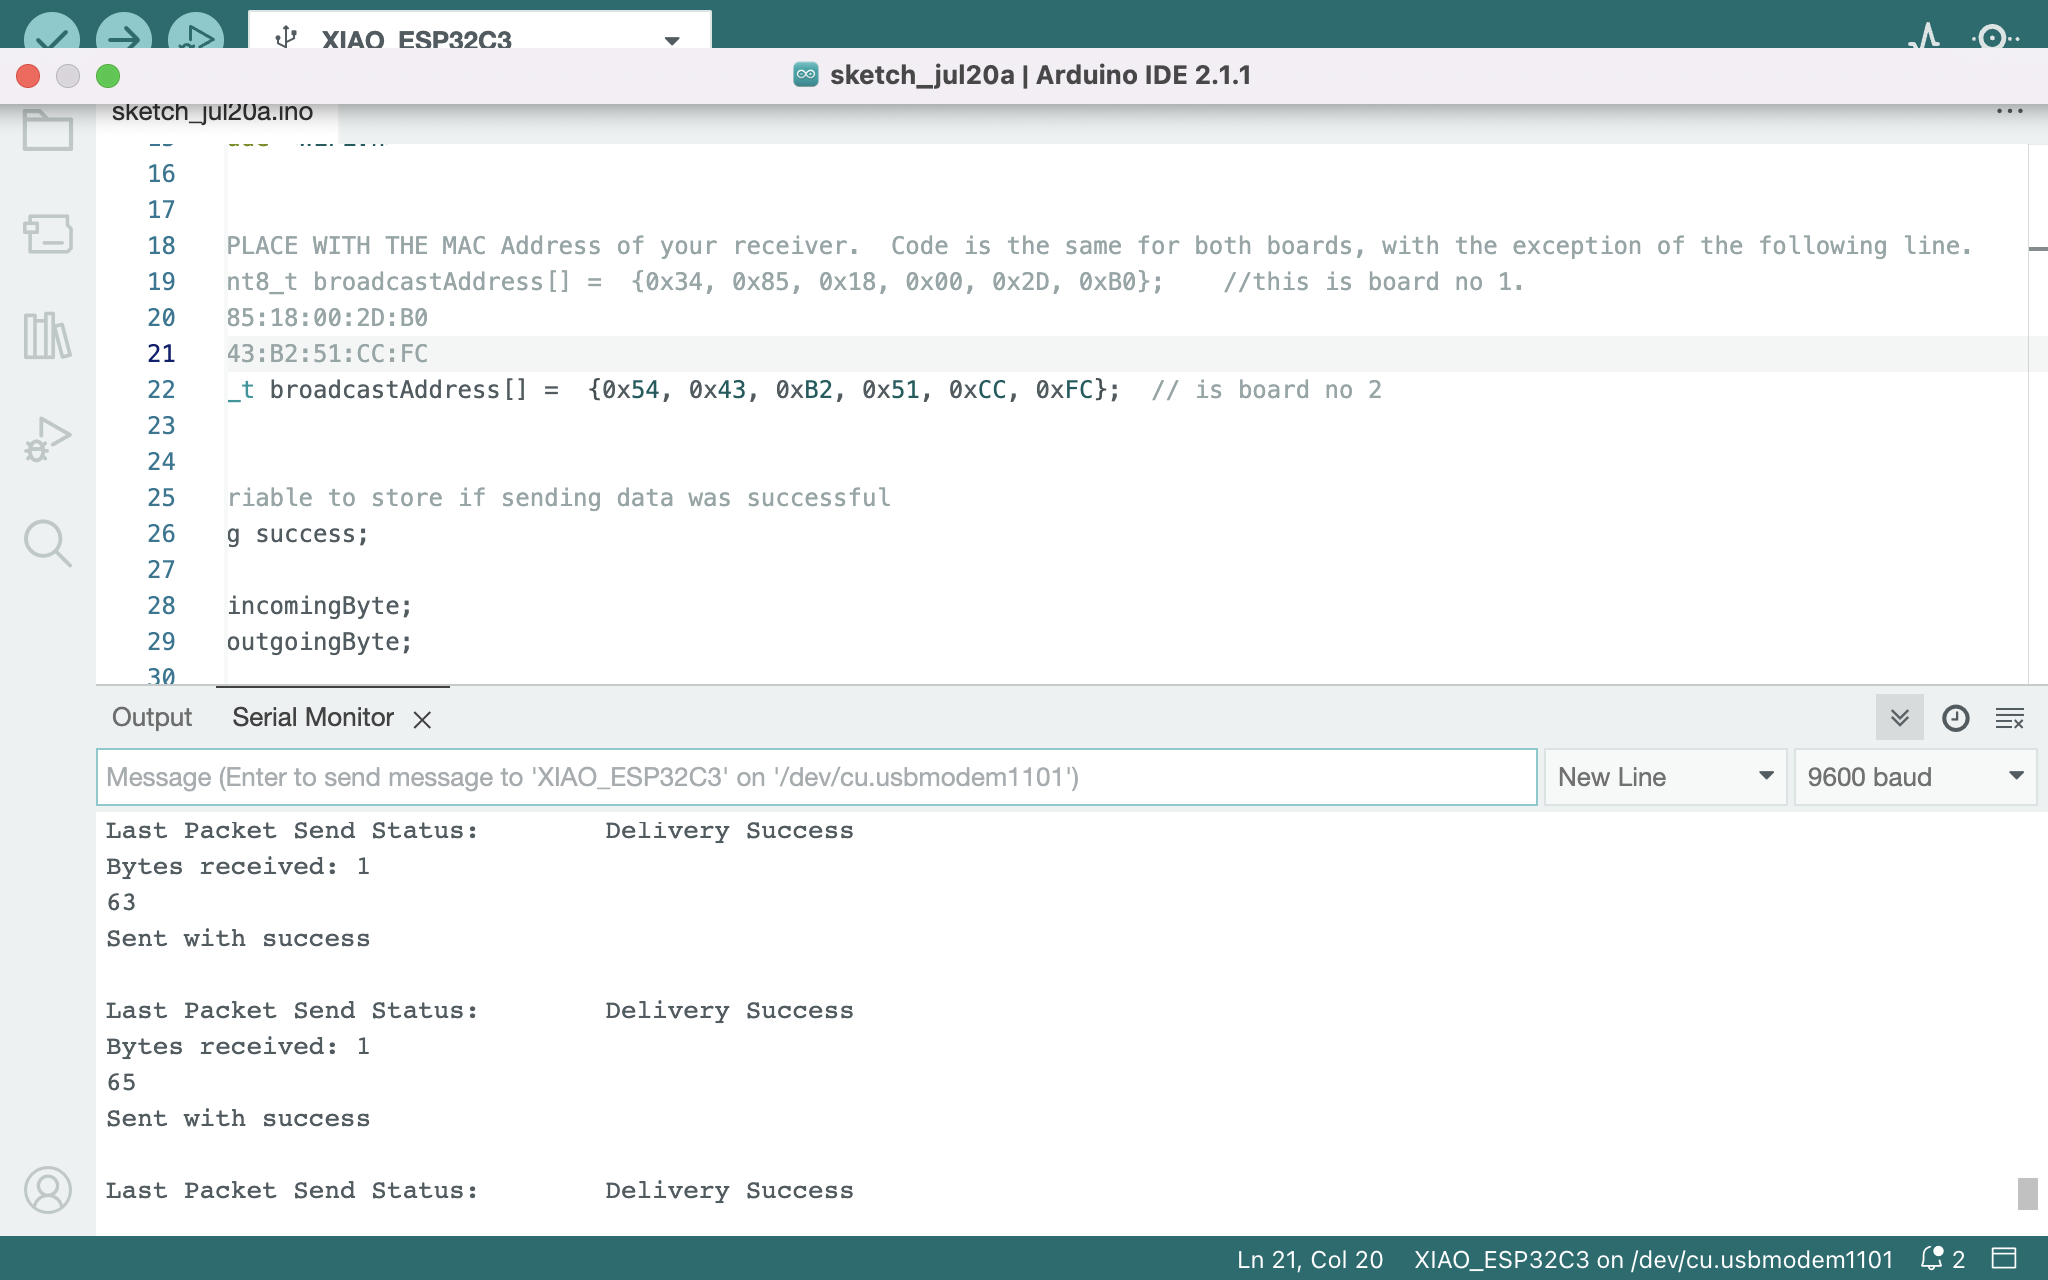 XIAO_ESP32C3
sketch_jul20a | Arduino IDE 2.1.1
sketch_jul20a.ino
16
17
18 PLACE WITH THE MAC Address of your receiver.  Code is the same for both boards, with the exception of the following line.
19 nt8_t broadcastAddress[] =  {0x34, 0x85, 0x18, 0x00, 0x2D, 0xB0};    //this is board no 1.
20 85:18:00:2D:B0
21 43:B2:51:CC:FC
22 _t broadcastAddress[] =  {0x54, 0x43, 0xB2, 0x51, 0xCC, 0xFC};  // is board no 2
23
24
25 riable to store if sending data was successful
26 g success;
27
28 incomingByte;
29 outgoingByte;
30
Output Serial Monitor
Message (Enter to send message to 'XIAO_ESP32C3' on '/dev/cu.usbmodem1101') New Line 9600 baud
Last Packet Send Status: Delivery Success
Bytes received: 1
63
Sent with success
Last Packet Send Status: Delivery Success
Bytes received: 1
65
Sent with success
Last Packet Send Status: Delivery Success
Ln 21, Col 20 XIAO_ESP32C3 on /dev/cu.usbmodem1101 2